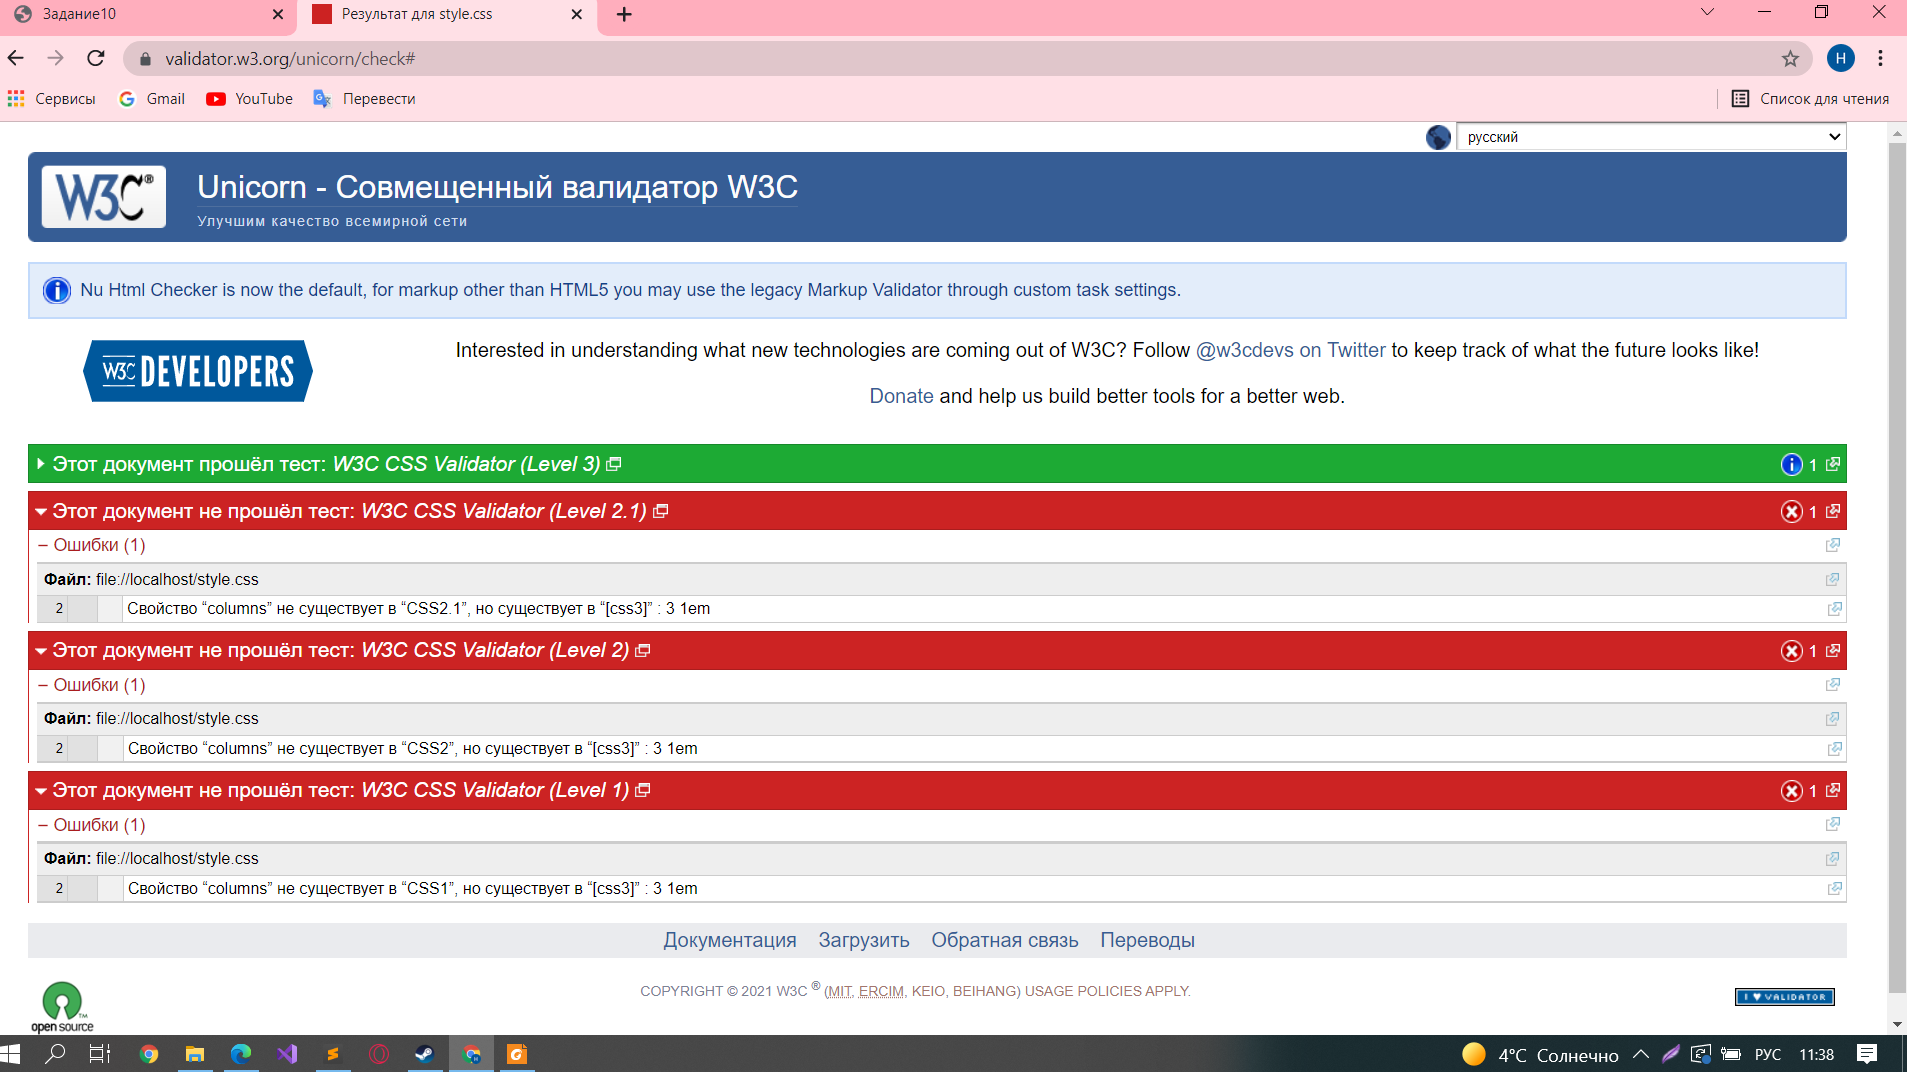 Задание10
Результат для style.css
validator.w3.org/unicorn/check#
H
Сервисы
Gmail
YouTube
Перевести
Список для чтения
русский
W3C®
Unicorn - Совмещенный валидатор W3C
Улучшим качество всемирной сети
Nu Html Checker is now the default, for markup other than HTML5 you may use the legacy Markup Validator through custom task settings.
W3C DEVELOPERS
Interested in understanding what new technologies are coming out of W3C? Follow @w3cdevs on Twitter to keep track of what the future looks like!
Donate and help us build better tools for a better web.
Этот документ прошёл тест: W3C CSS Validator (Level 3) 1
Этот документ не прошёл тест: W3C CSS Validator (Level 2.1) 1
– Ошибки (1)
Файл: file://localhost/style.css
2 Свойство “columns” не существует в “CSS2.1”, но существует в “[css3]” : 3 1em
Этот документ не прошёл тест: W3C CSS Validator (Level 2) 1
– Ошибки (1)
Файл: file://localhost/style.css
2 Свойство “columns” не существует в “CSS2”, но существует в “[css3]” : 3 1em
Этот документ не прошёл тест: W3C CSS Validator (Level 1) 1
– Ошибки (1)
Файл: file://localhost/style.css
2 Свойство “columns” не существует в “CSS1”, но существует в “[css3]” : 3 1em
Документация Загрузить Обратная связь Переводы
COPYRIGHT © 2021 W3C ® (MIT, ERCIM, KEIO, BEIHANG) USAGE POLICIES APPLY.
open source TM
I ♥ VALIDATOR
4°C Солнечно
РУС
11:38